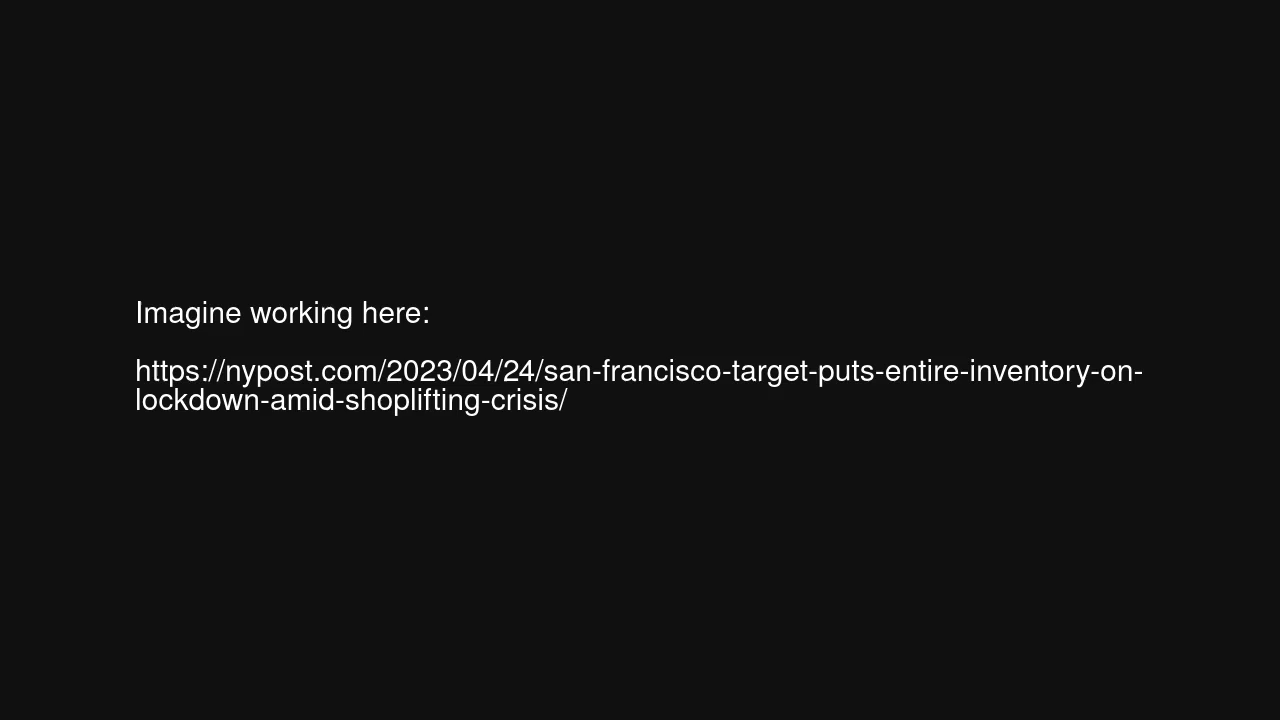 Imagine working here:
https://nypost.com/2023/04/24/san-francisco-target-puts-entire-inventory-on-
lockdown-amid-shoplifting-crisis/